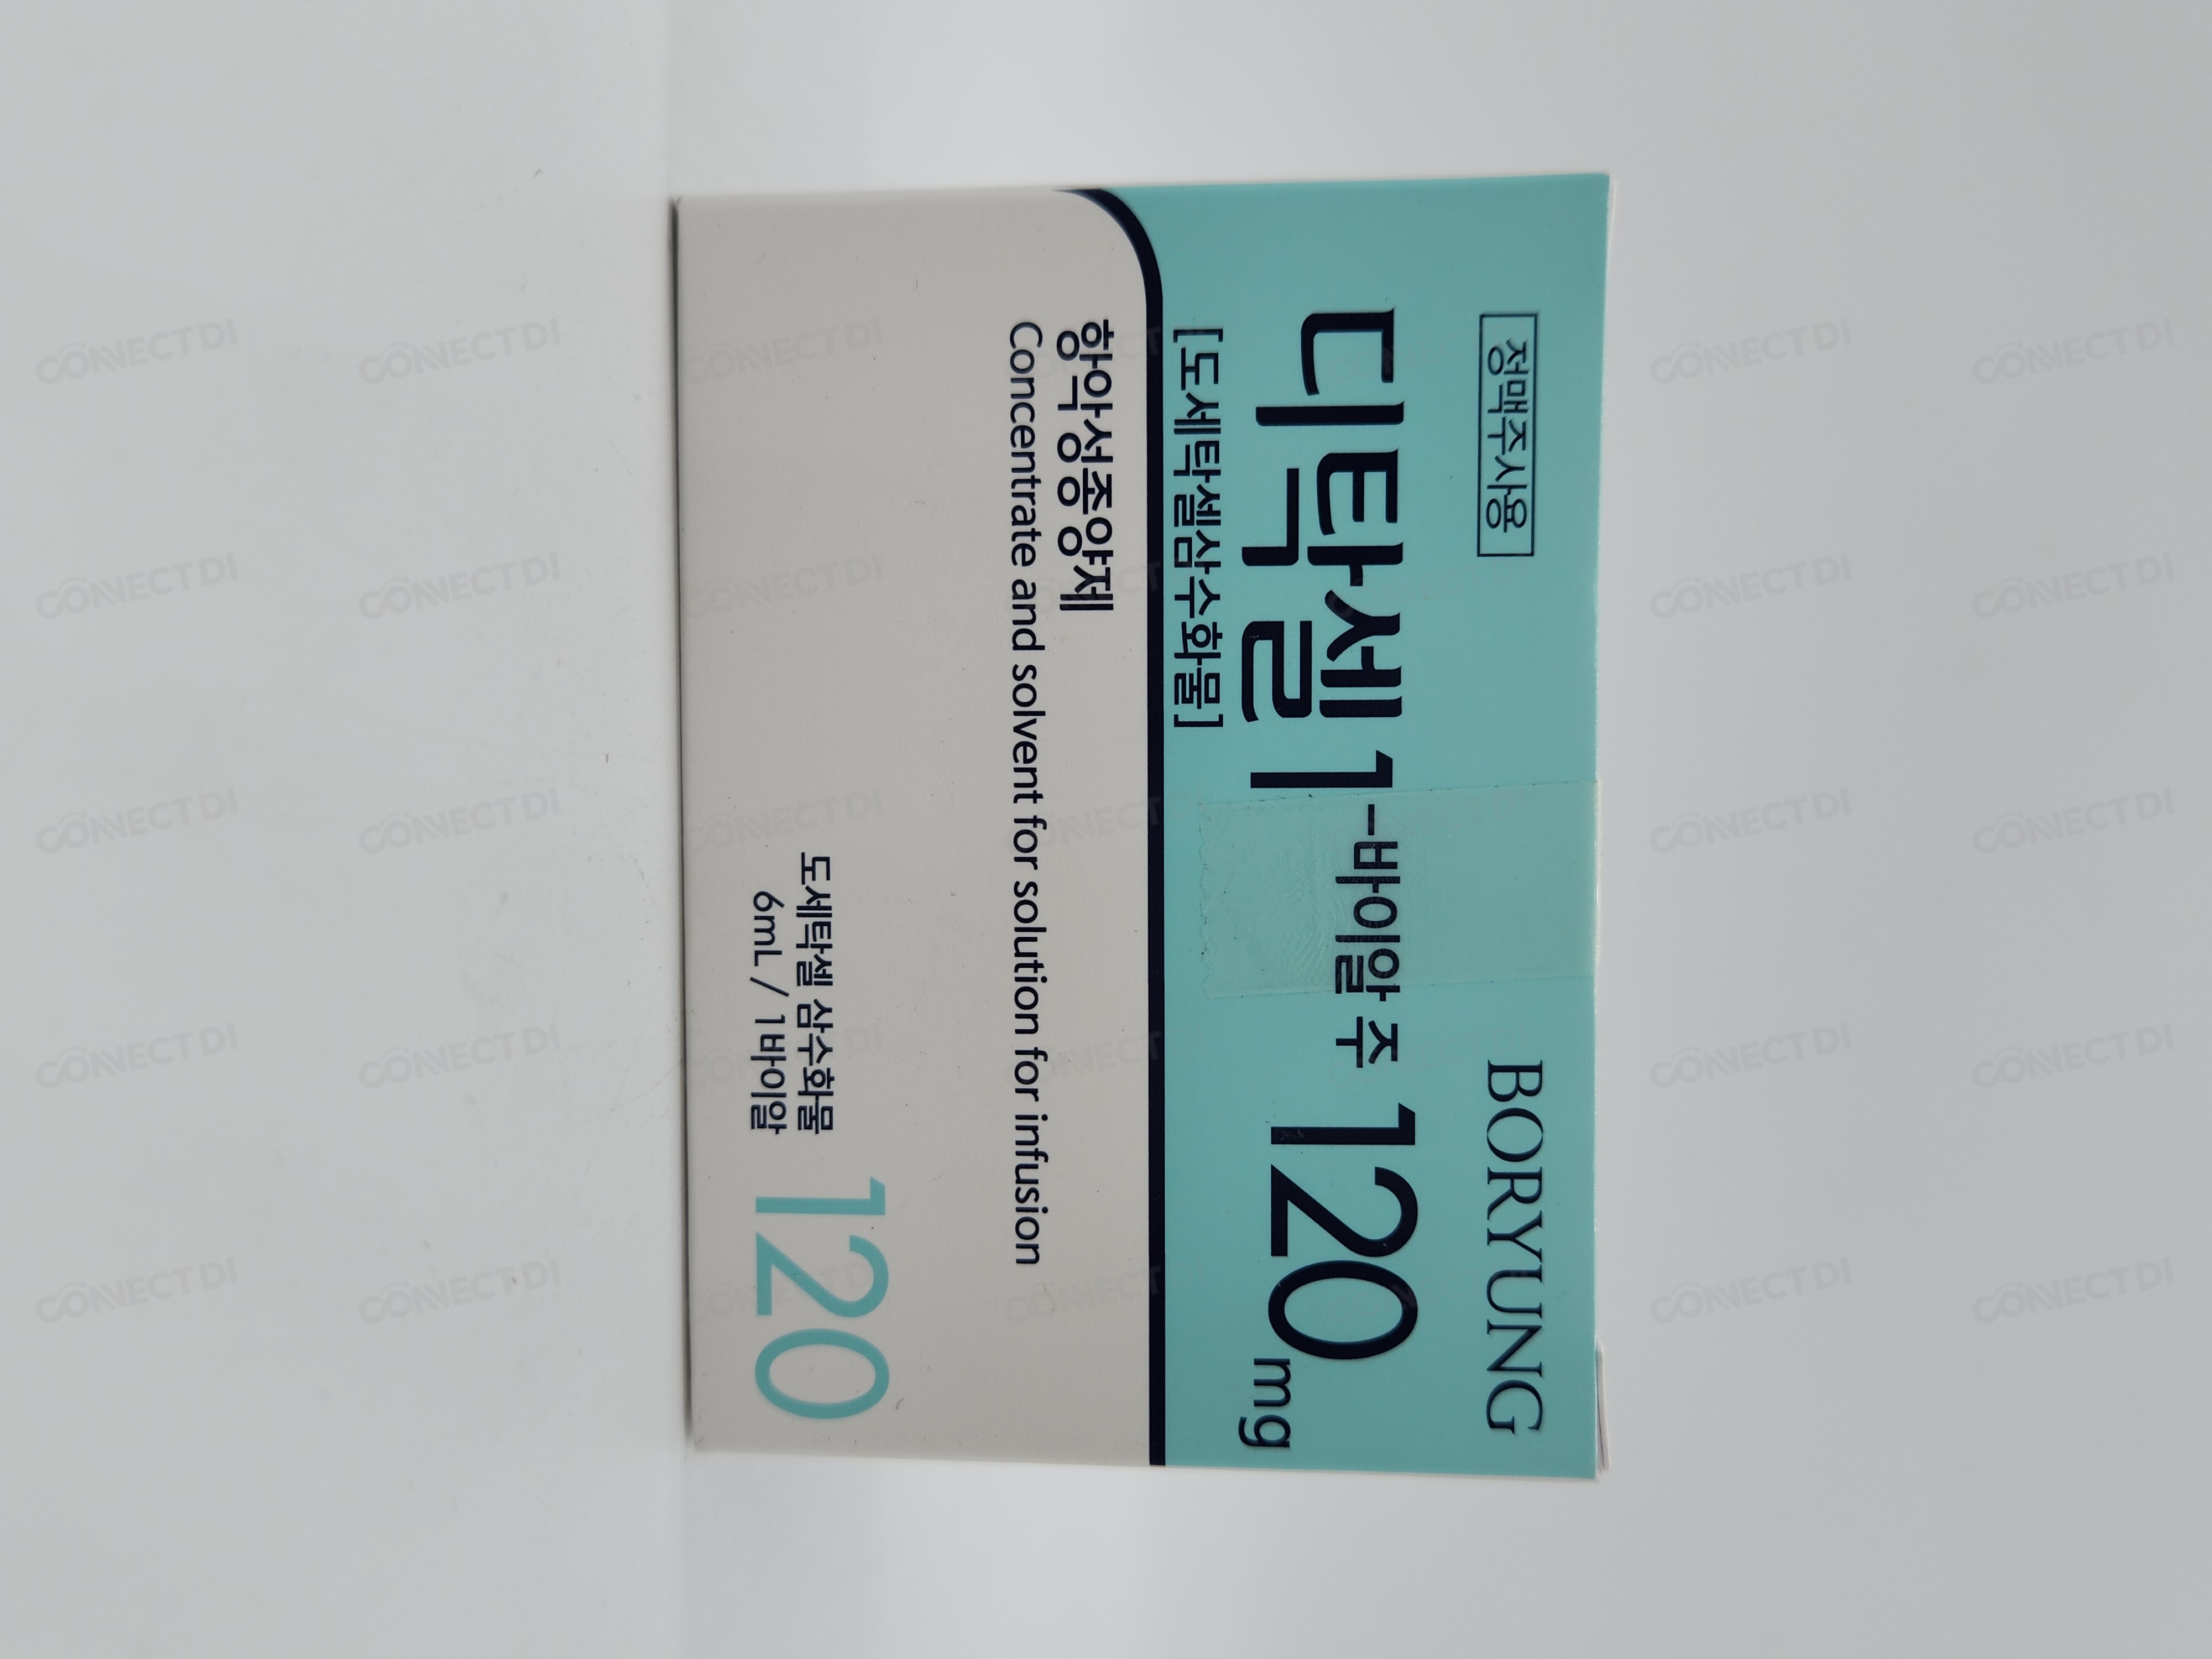 정맥주사용
BORYUNG
디탁셀 1-바이알 주 120mg
[도세탁셀삼수화물]
항악성종양제
Concentrate and solvent for solution for infusion
도세탁셀 삼수화물
6mL / 1바이알
120
CONNECTDI